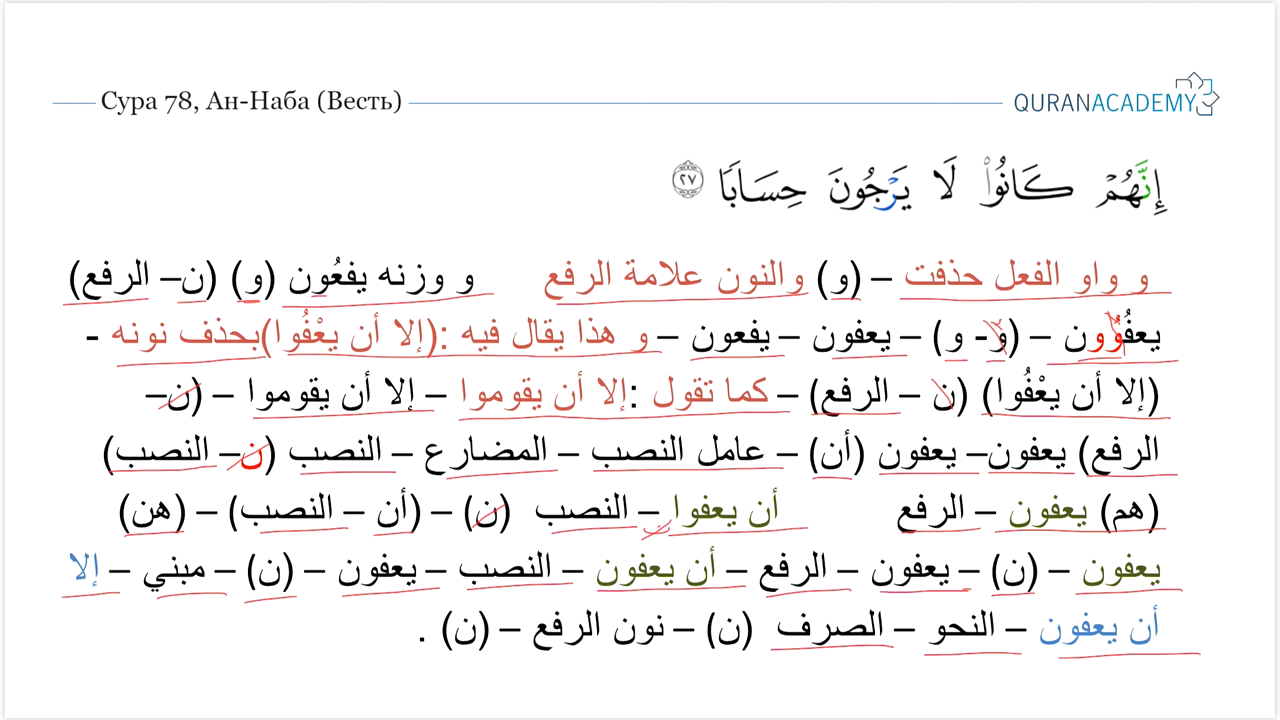 Сура 78, Ан-Наба (Весть)
QURANACADEMY
إِنَّهُمْ كَانُوا۟ لَا يَرْجُونَ حِسَابًا ٢٧
و واو الفعل حذفت – (و) والنون علامة الرفع و وزنه يفعُون (و) (ن– الرفع)
يعفُوُون – (وَ- و) – يعفون – يفعون – و هذا يقال فيه :(إلا أن يعْفُوا)بحذف نونه -
(إلا أن يعْفُوا) (ن – الرفع) – كما تقول :إلا أن يقوموا – إلا أن يقوموا – (ن–
الرفع) يعفون– يعفون (أن) – عامل النصب – المضارع – النصب (ن– النصب)
(هم) يعفون – الرفع أن يعفوا – النصب (ن) – (أن – النصب) – (هن)
يعفون – (ن) – يعفون – الرفع – أن يعفون – النصب – يعفون – (ن) – مبني – إلا
أن يعفون – النحو – الصرف (ن) – نون الرفع – (ن) .